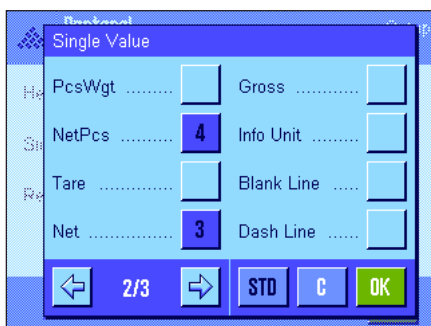 Single Value
PcsWgt ......... Gross ............
NetPcs ......... 4 Info Unit .........
Tare ............. Blank Line .....
Net ............... 3 Dash Line ......
2/3 STD C OK